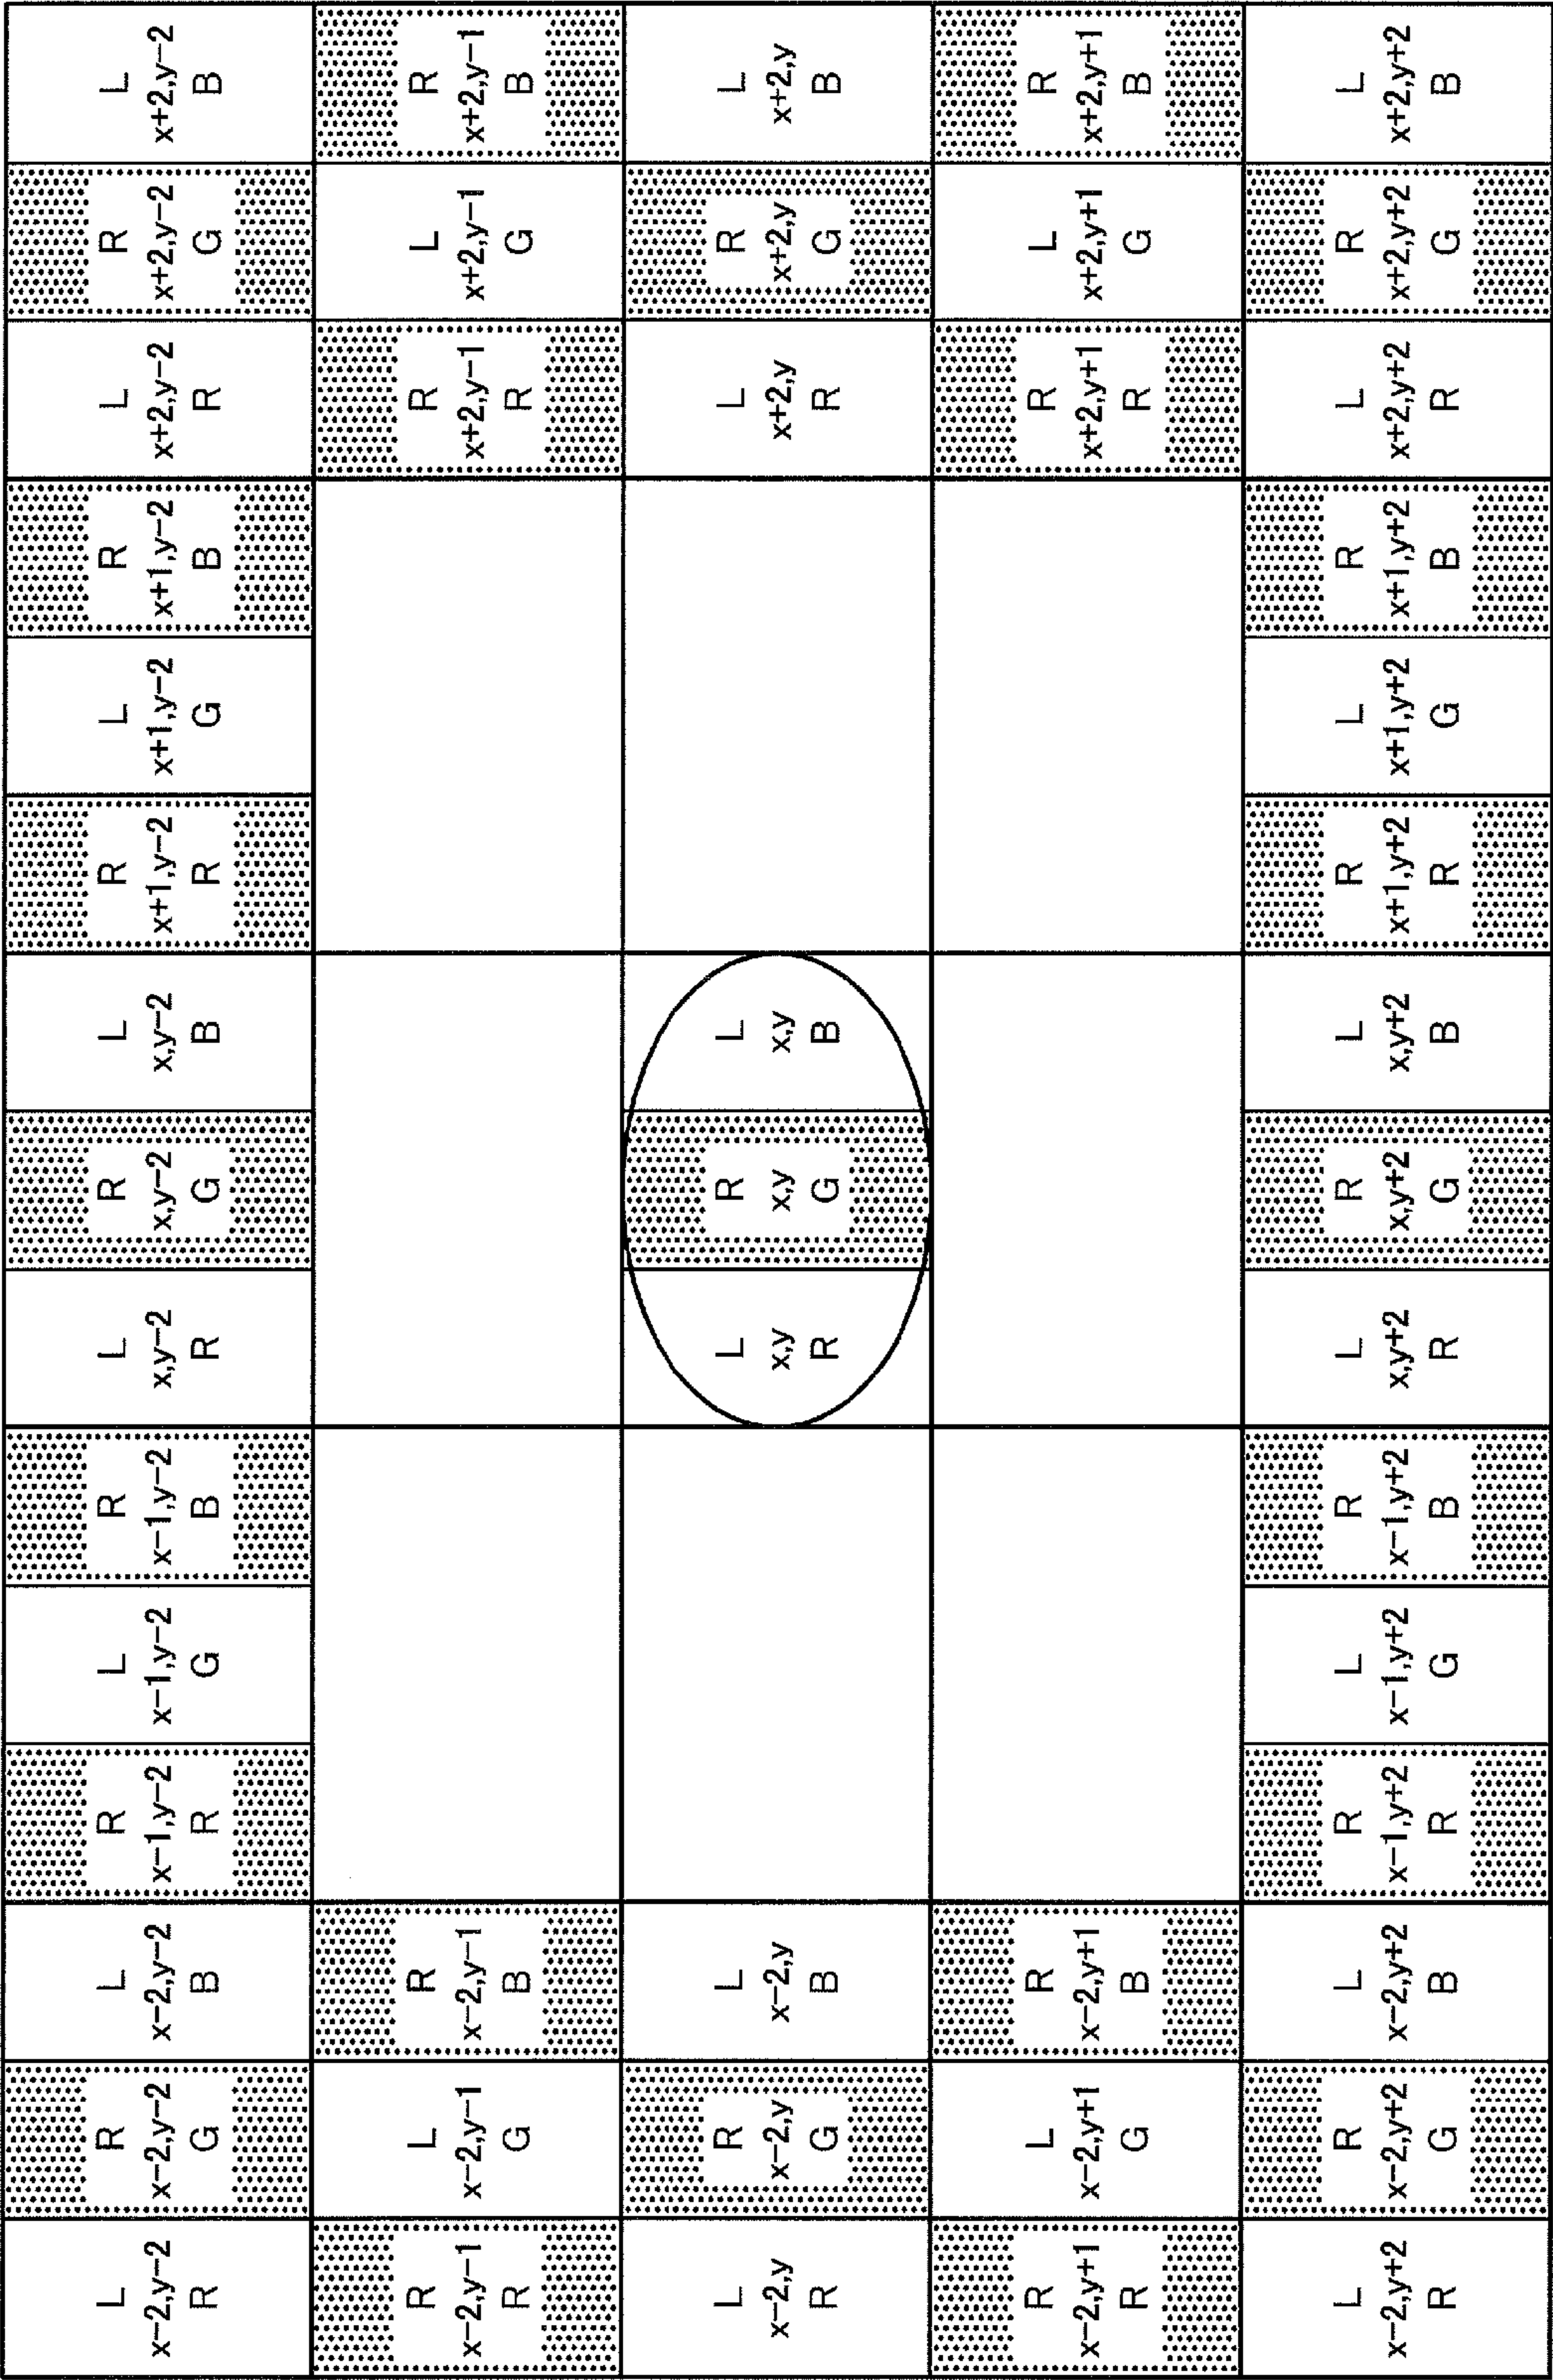 L
x-2,y-2
R
R
x-2,y-2
G
L
x-2,y-2
B
R
x-1,y-2
R
L
x-1,y-2
G
R
x-1,y-2
B
L
x,y-2
R
R
x,y-2
G
L
x,y-2
B
R
x+1,y-2
R
L
x+1,y-2
G
R
x+1,y-2
B
L
x+2,y-2
R
R
x+2,y-2
G
L
x+2,y-2
B
R
x-2,y-1
R
L
x-2,y-1
G
R
x-2,y-1
B
R
x+2,y-1
R
L
x+2,y-1
G
R
x+2,y-1
B
L
x-2,y
R
R
x-2,y
G
L
x-2,y
B
L
x,y
R
R
x,y
G
L
x,y
B
L
x+2,y
R
R
x+2,y
G
L
x+2,y
B
R
x-2,y+1
R
L
x-2,y+1
G
R
x-2,y+1
B
R
x+2,y+1
R
L
x+2,y+1
G
R
x+2,y+1
B
L
x-2,y+2
R
R
x-2,y+2
G
L
x-2,y+2
B
R
x-1,y+2
R
L
x-1,y+2
G
R
x-1,y+2
B
L
x,y+2
R
R
x,y+2
G
L
x,y+2
B
R
x+1,y+2
R
L
x+1,y+2
G
R
x+1,y+2
B
L
x+2,y+2
R
R
x+2,y+2
G
L
x+2,y+2
B